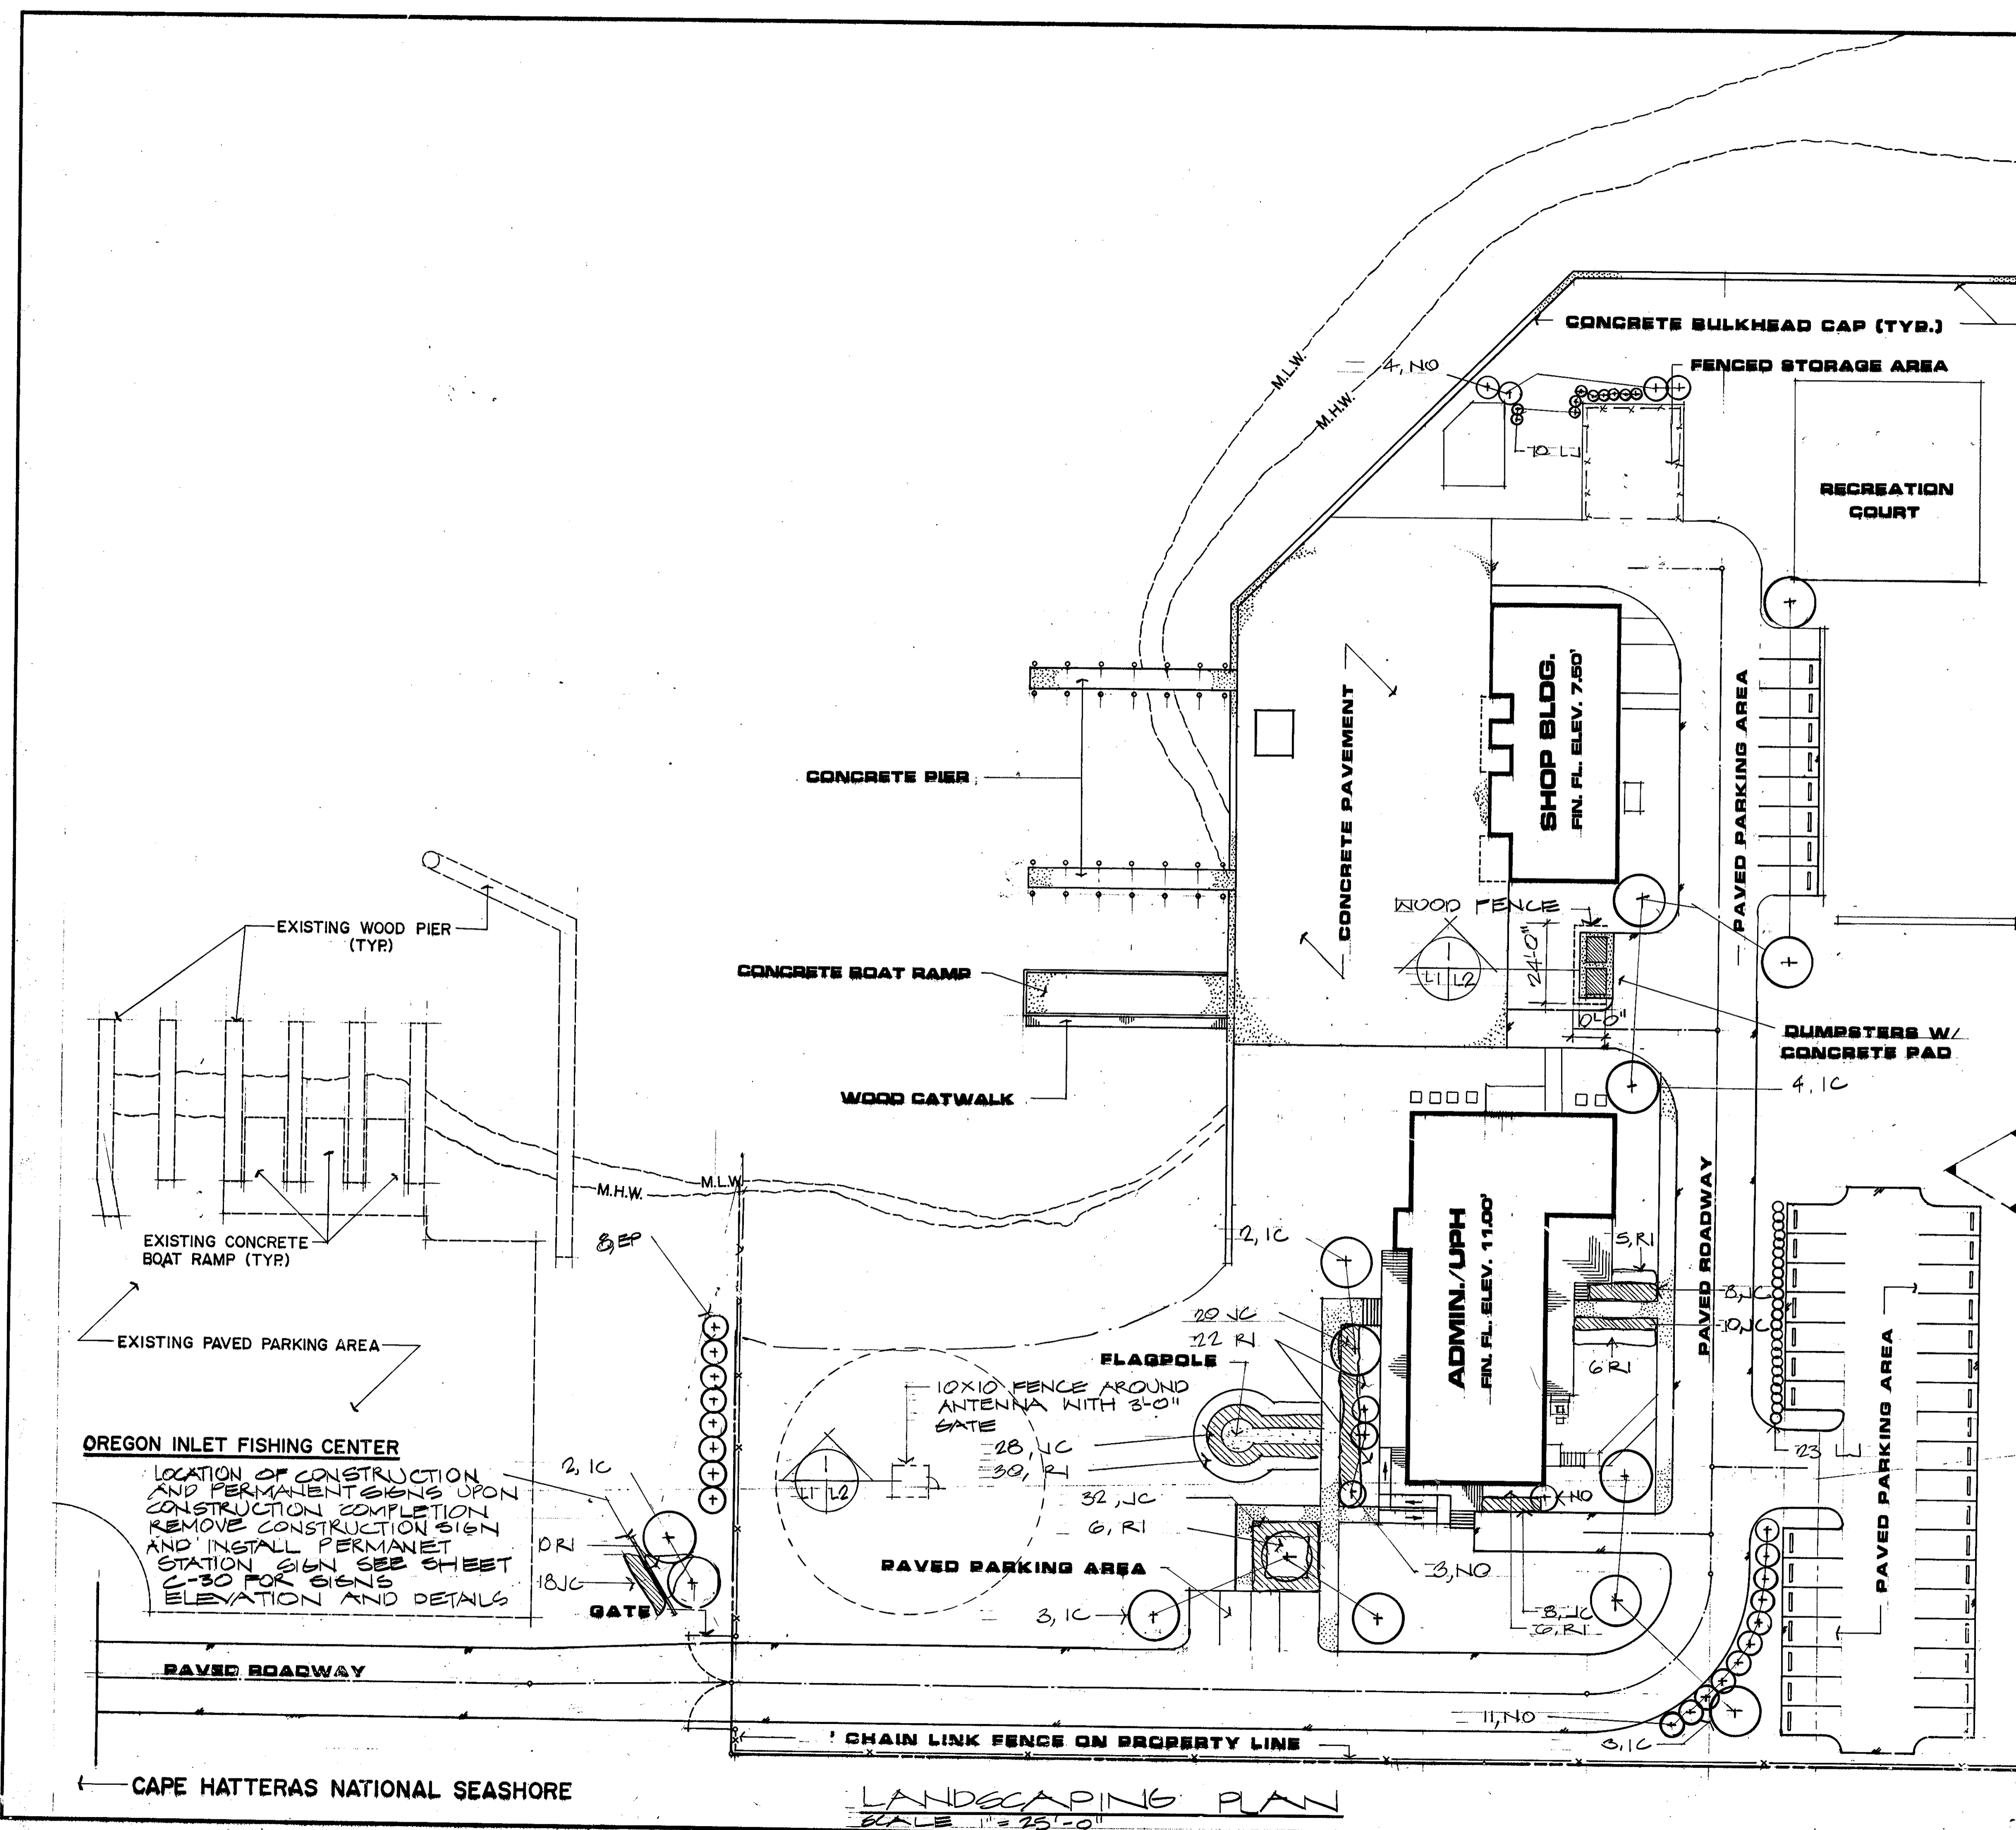 CONCRETE BULKHEAD CAP (TYP.)
4, NO
FENCED STORAGE AREA
M.L.W.
M.H.W.
10 LJ
RECREATION
COURT
SHOP BLDG.
FIN. FL. ELEV. 7.50'
CONCRETE PAVEMENT
PAVED PARKING AREA
CONCRETE PIER
EXISTING WOOD PIER
(TYP.)
WOOD FENCE
24'-0"
L1 L2
CONCRETE BOAT RAMP
DUMPSTERS W/
CONCRETE PAD
4, IC
WOOD CATWALK
M.L.W.
M.H.W.
EXISTING CONCRETE
BOAT RAMP (TYP.)
8, EP
2, IC
ADMIN./UPH
FIN. FL. ELEV. 11.00'
PAVED ROADWAY
5, RI
8, JC
10, JC
6 RI
20 JC
22 RI
FLAGPOLE
EXISTING PAVED PARKING AREA
10X10 FENCE AROUND
ANTENNA WITH 3'-0"
GATE
28, JC
30, RI
PAVED PARKING AREA
23 LJ
OREGON INLET FISHING CENTER
LOCATION OF CONSTRUCTION
AND PERMANENT SIGNS UPON
CONSTRUCTION COMPLETION
REMOVE CONSTRUCTION SIGN
AND INSTALL PERMANET
STATION SIGN SEE SHEET
C-30 FOR SIGNS
ELEVATION AND DETAILS
2, IC
10 RI
18 JC
GATE
L1 L2
32, JC
6, RI
NO
PAVED PARKING AREA
3, NO
3, IC
8, JC
6, RI
PAVED ROADWAY
11, NO
3, IC
CHAIN LINK FENCE ON PROPERTY LINE
CAPE HATTERAS NATIONAL SEASHORE
LANDSCAPING PLAN
SCALE 1" = 25'-0"